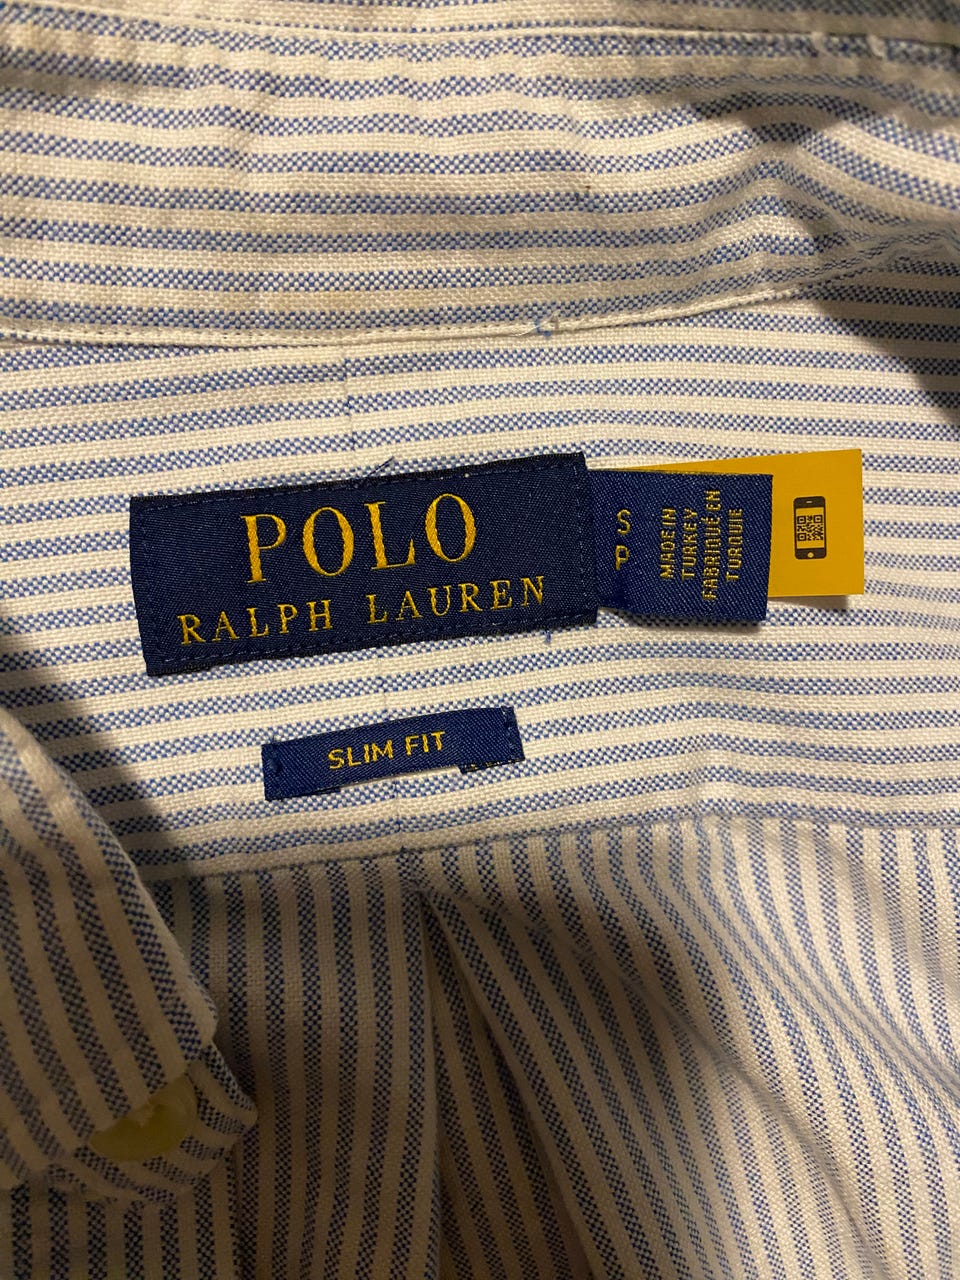 POLO
RALPH LAUREN
S
P
MADE IN
TURKEY
FABRIQUÉ EN
TURQUIE
SLIM FIT